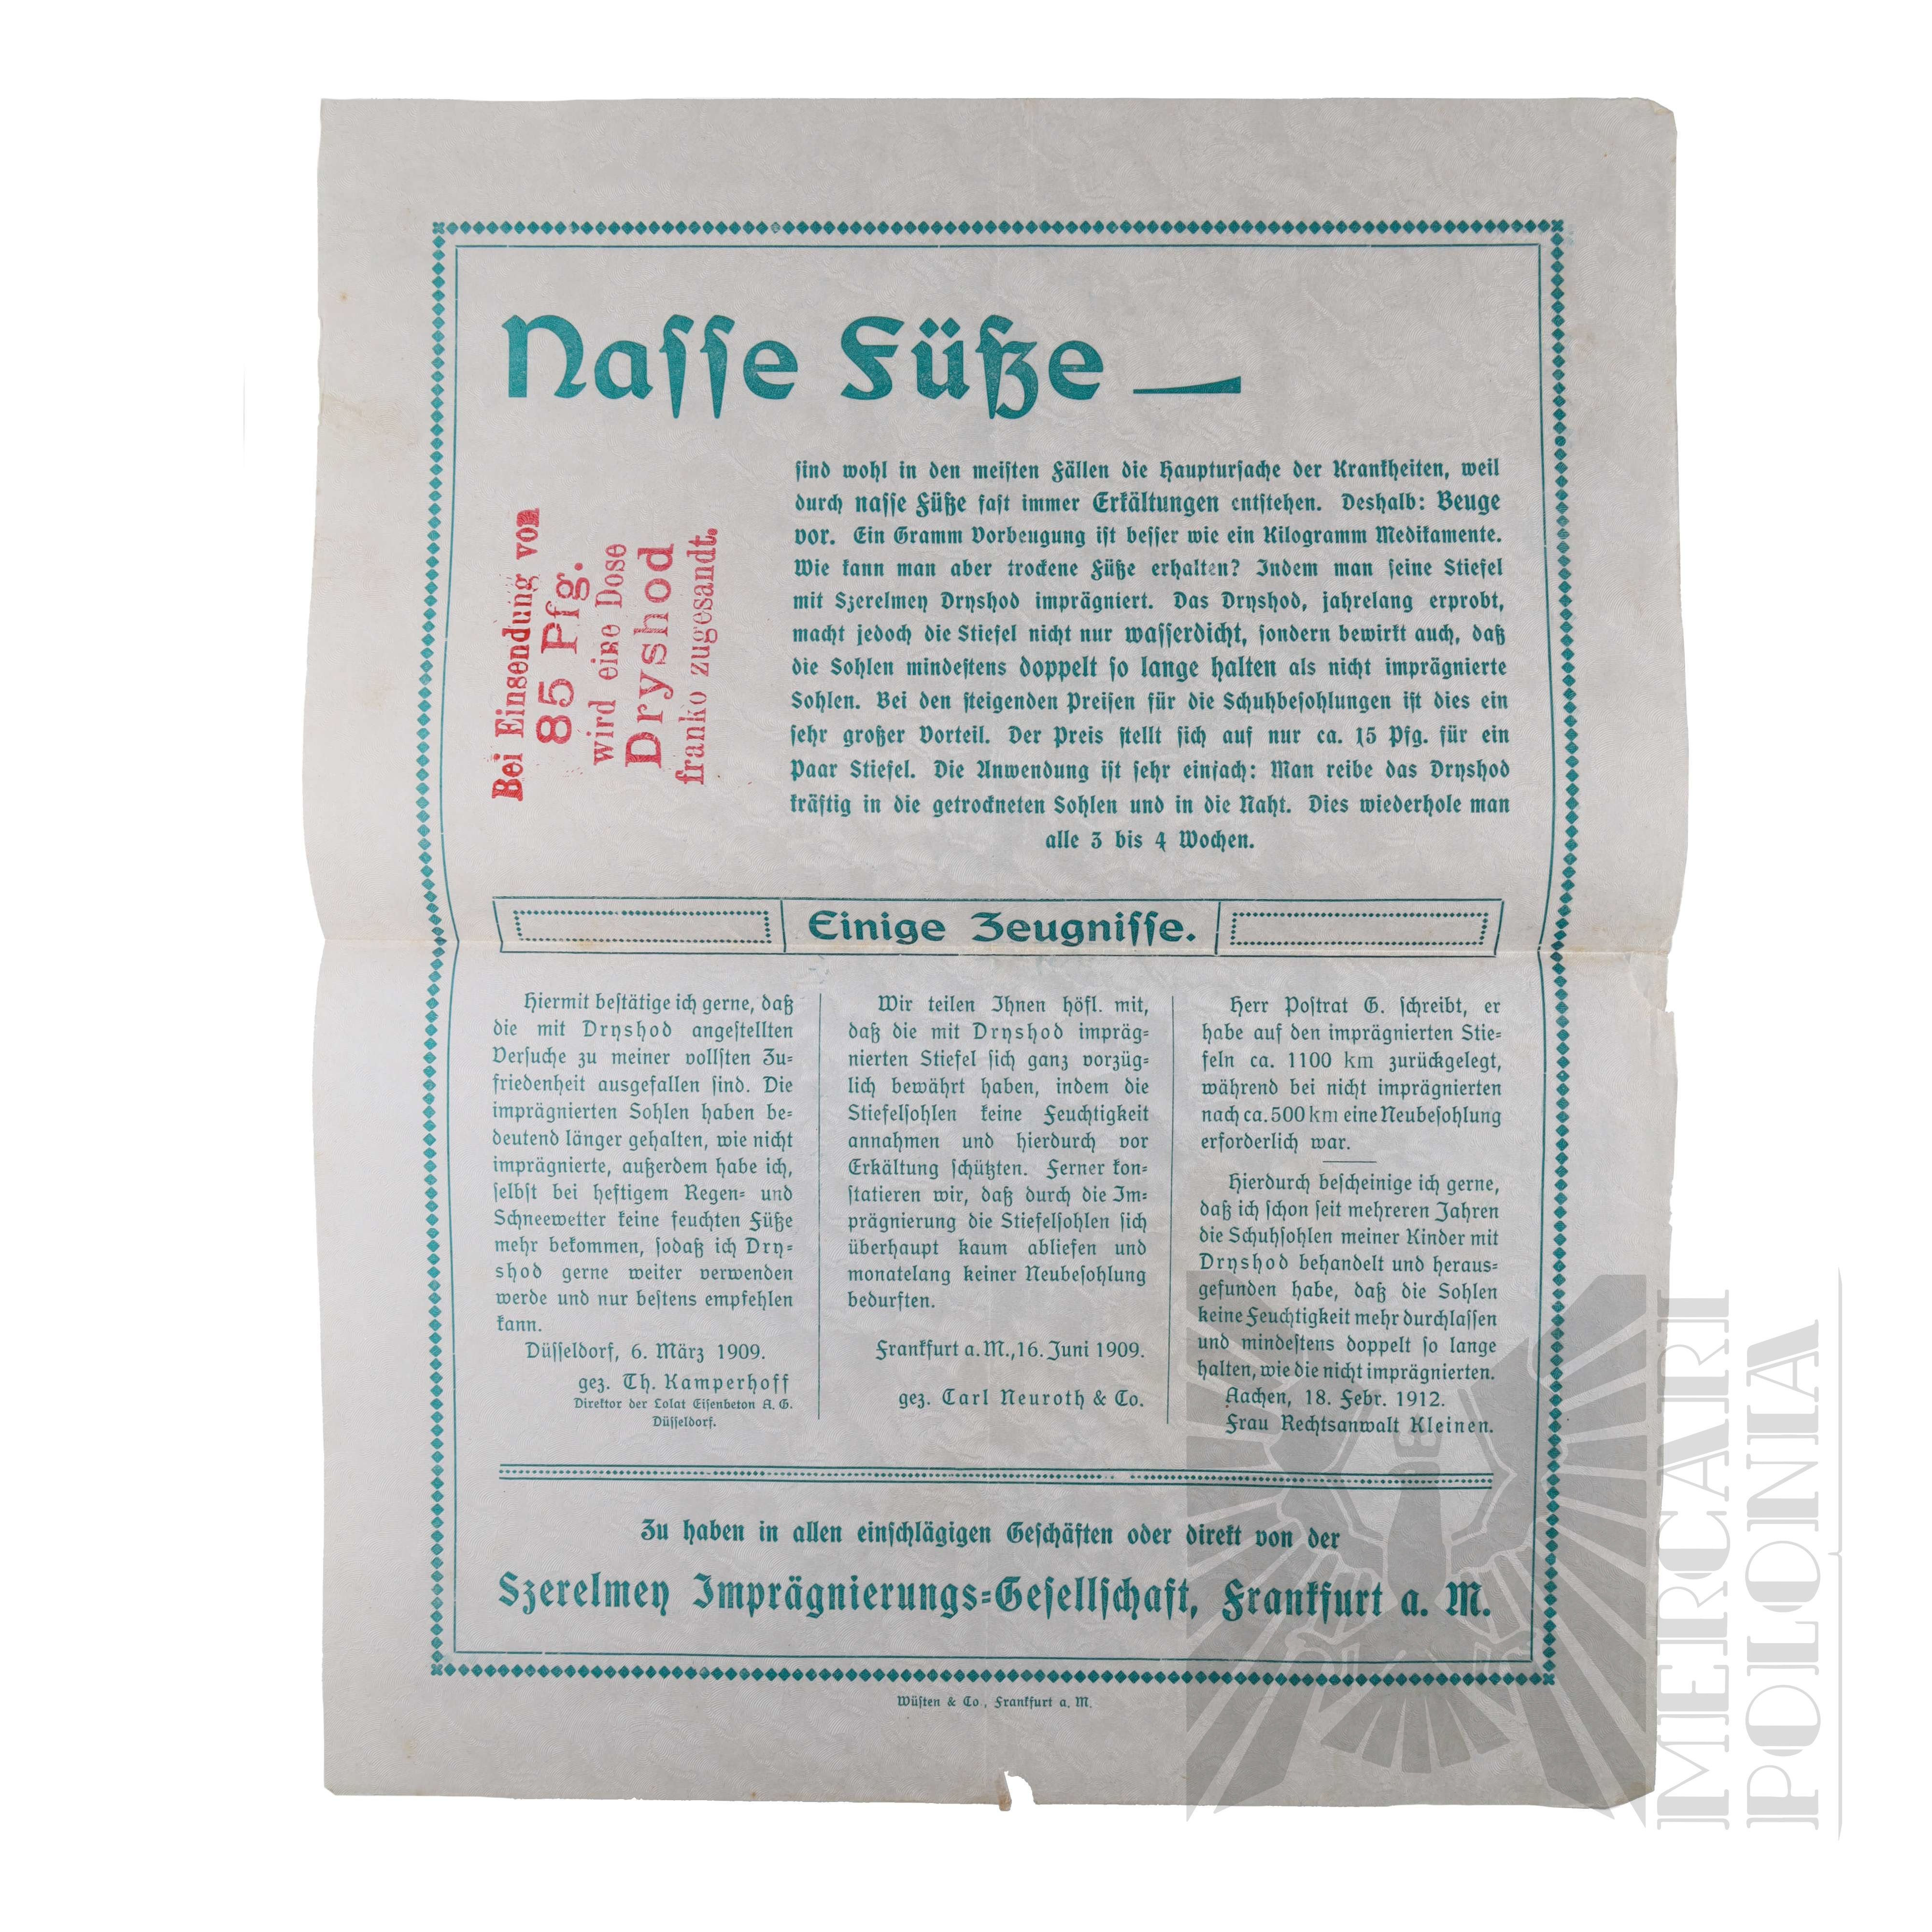 Nasse Füße —
Bei Einsendung von
85 Pfg.
wird eine Dose
Dryshod
franko zugesandt.
sind wohl in den meisten Fällen die Hauptursache der Krankheiten, weil
durch nasse Füße fast immer Erkältungen entstehen. Deshalb: Beuge
vor. Ein Gramm Vorbeugung ist besser wie ein Kilogramm Medikamente.
Wie kann man aber trockene Füße erhalten? Indem man seine Stiefel
mit Szerelmey Dryshod imprägniert. Das Dryshod, jahrelang erprobt,
macht jedoch die Stiefel nicht nur wasserdicht, sondern bewirkt auch, daß
die Sohlen mindestens doppelt so lange halten als nicht imprägnierte
Sohlen. Bei den steigenden Preisen für die Schuhbesohlungen ist dies ein
sehr großer Vorteil. Der Preis stellt sich auf nur ca. 15 Pfg. für ein
Paar Stiefel. Die Anwendung ist sehr einfach: Man reibe das Dryshod
kräftig in die getrockneten Sohlen und in die Naht. Dies wiederhole man
alle 3 bis 4 Wochen.
Einige Zeugnisse.
Hiermit bestätige ich gerne, daß
die mit Dryshod angestellten
Versuche zu meiner vollsten Zu-
friedenheit ausgefallen sind. Die
imprägnierten Sohlen haben be-
deutend länger gehalten, wie nicht
imprägnierte, außerdem habe ich,
selbst bei heftigem Regen- und
Schneewetter keine feuchten Füße
mehr bekommen, sodaß ich Dry-
shod gerne weiter verwenden
werde und nur bestens empfehlen
kann.
Düsseldorf, 6. März 1909.
gez. Th. Kamperhoff
Direktor der Lolat Eisenbeton A. G.
Düsseldorf.
Wir teilen Ihnen höfl. mit,
daß die mit Dryshod impräg-
nierten Stiefel sich ganz vorzüg-
lich bewährt haben, indem die
Stiefelsohlen keine Feuchtigkeit
annahmen und hierdurch vor
Erkältung schützten. Ferner kon-
statieren wir, daß durch die Im-
prägnierung die Stiefelsohlen sich
überhaupt kaum abliefen und
monatelang keiner Neubesohlung
bedurften.
Frankfurt a. M., 16. Juni 1909.
gez. Carl Neuroth & Co.
Herr Postrat G. schreibt, er
habe auf den imprägnierten Stie-
feln ca. 1100 km zurückgelegt,
während bei nicht imprägnierten
nach ca. 500 km eine Neubesohlung
erforderlich war.
Hierdurch bescheinige ich gerne,
daß ich schon seit mehreren Jahren
die Schuhsohlen meiner Kinder mit
Dryshod behandelt und heraus-
gefunden habe, daß die Sohlen
keine Feuchtigkeit mehr durchlassen
und mindestens doppelt so lange
halten, wie die nicht imprägnierten.
Aachen, 18. Febr. 1912.
Frau Rechtsanwalt Kleinen.
Zu haben in allen einschlägigen Geschäften oder direkt von der
Szerelmey Imprägnierungs-Gesellschaft, Frankfurt a. M.
Wüsten & Co., Frankfurt a. M.
MERCARI
POLONIA